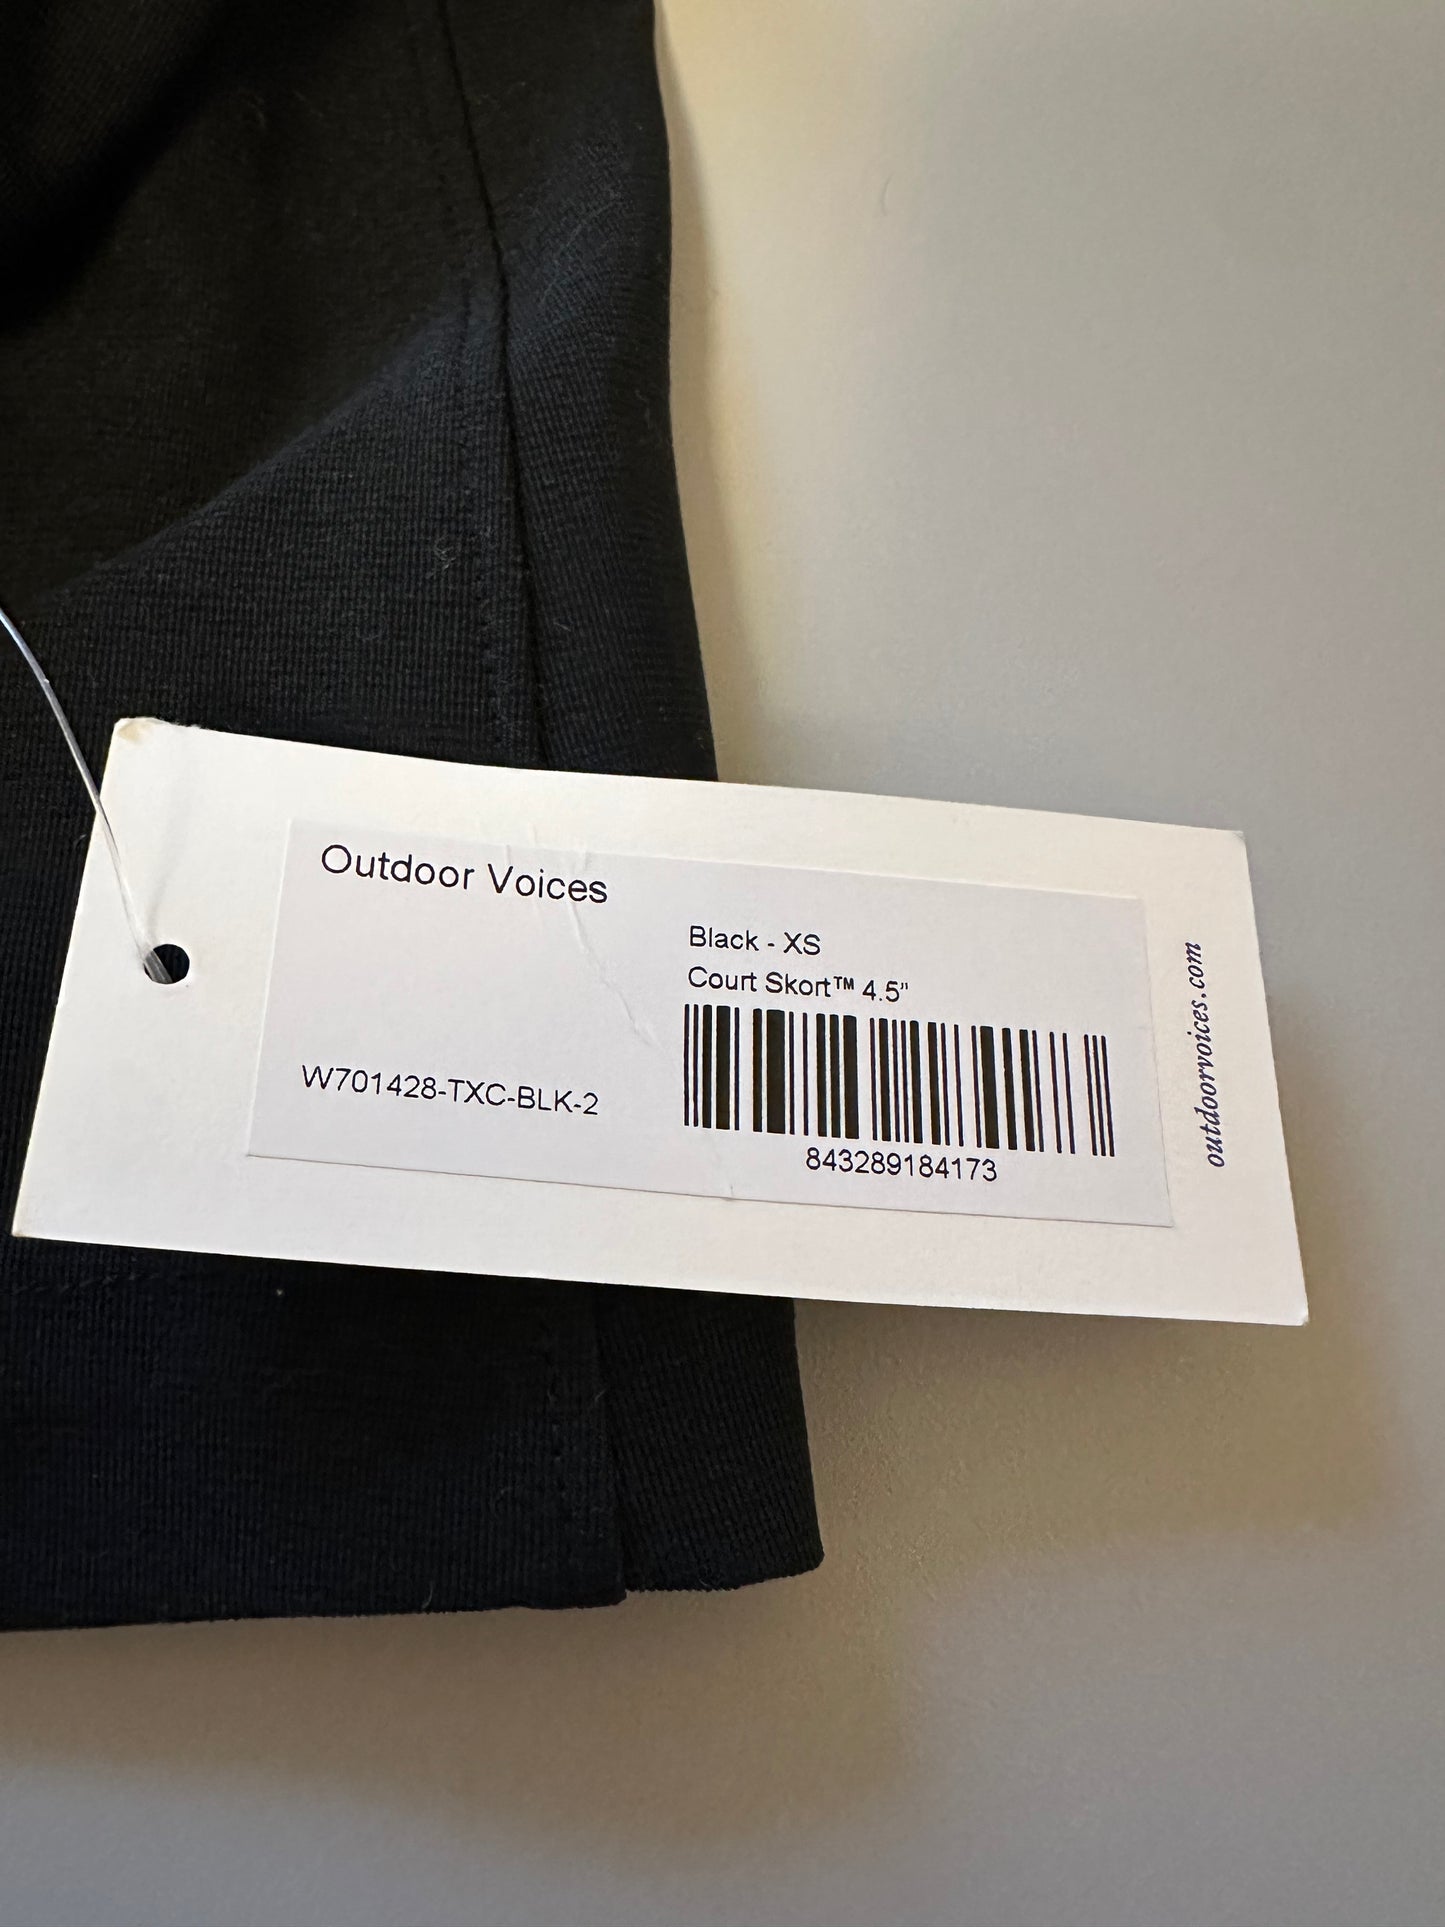 Outdoor Voices
Black - XS
Court Skort™ 4.5"
W701428-TXC-BLK-2
843289184173
outdoorvoices.com